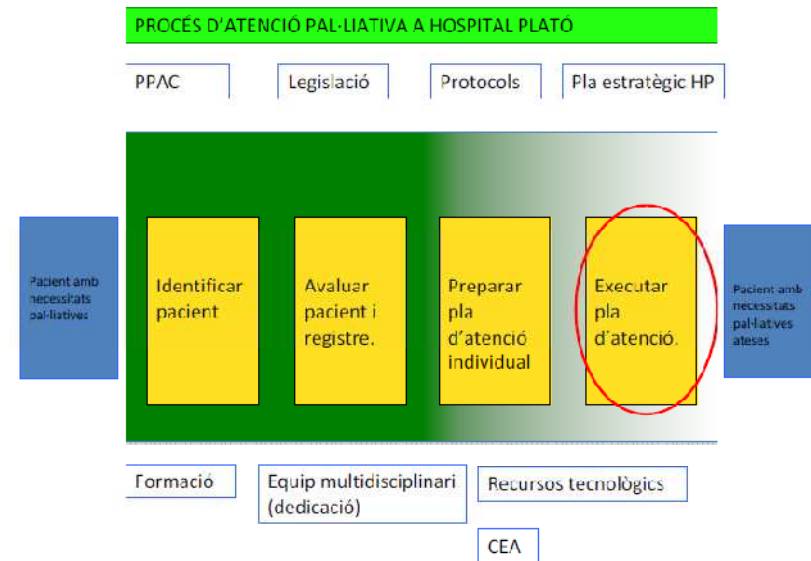 PROCÉS D'ATENCIÓ PAL·LIATIVA A HOSPITAL PLATÓ
PPAC
Legislació
Protocols
Pla estratègic HP
Pacient amb
necessitats
pal·liatives
Identificar
pacient
Avaluar
pacient i
registre.
Preparar
pla
d'atenció
individual
Executar
pla
d'atenció.
Pacient amb
necessitats
pal·liatives
ateses
Formació
Equip multidisciplinari
(dedicació)
Recursos tecnològics
CEA